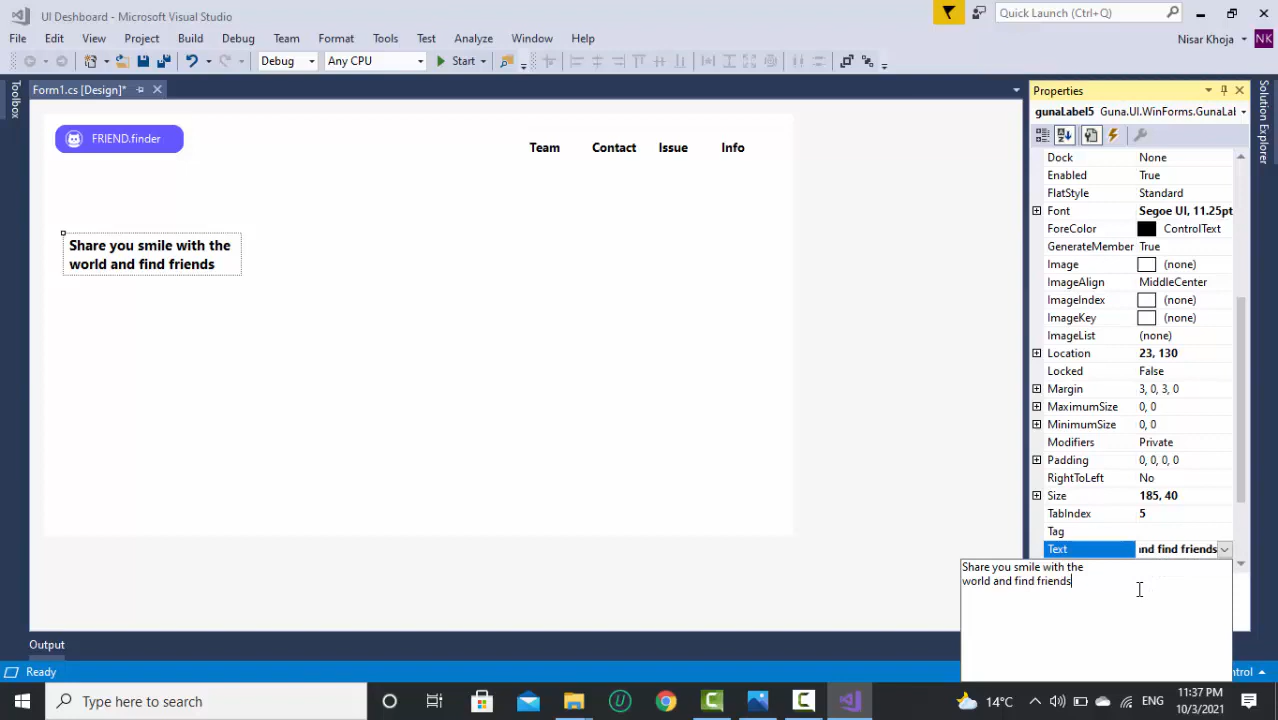 UI Deshboard - Microsoft Visual Studio
Quick Launch (Ctrl+Q)
File Edit View Project Build Debug Team Format Tools Test Analyze Window Help
Nisar Khoja NK
Debug Any CPU Start
Form1.cs [Design]*
Toolbox
FRIEND.finder
Team Contact Issue Info
Share you smile with the
world and find friends
Properties
gunaLabel5 Guna.UI.WinForms.GunaLal
Dock None
Enabled True
FlatStyle Standard
Font Segoe UI, 11.25pt
ForeColor ControlText
GenerateMember True
Image (none)
ImageAlign MiddleCenter
ImageIndex (none)
ImageKey (none)
ImageList (none)
Location 23, 130
Locked False
Margin 3, 0, 3, 0
MaximumSize 0, 0
MinimumSize 0, 0
Modifiers Private
Padding 0, 0, 0, 0
RightToLeft No
Size 185, 40
TabIndex 5
Tag
Text and find friends
Share you smile with the
world and find friends
Solution Explorer
Output
Ready
ntrol
Type here to search
14°C
ENG
11:37 PM
10/3/2021